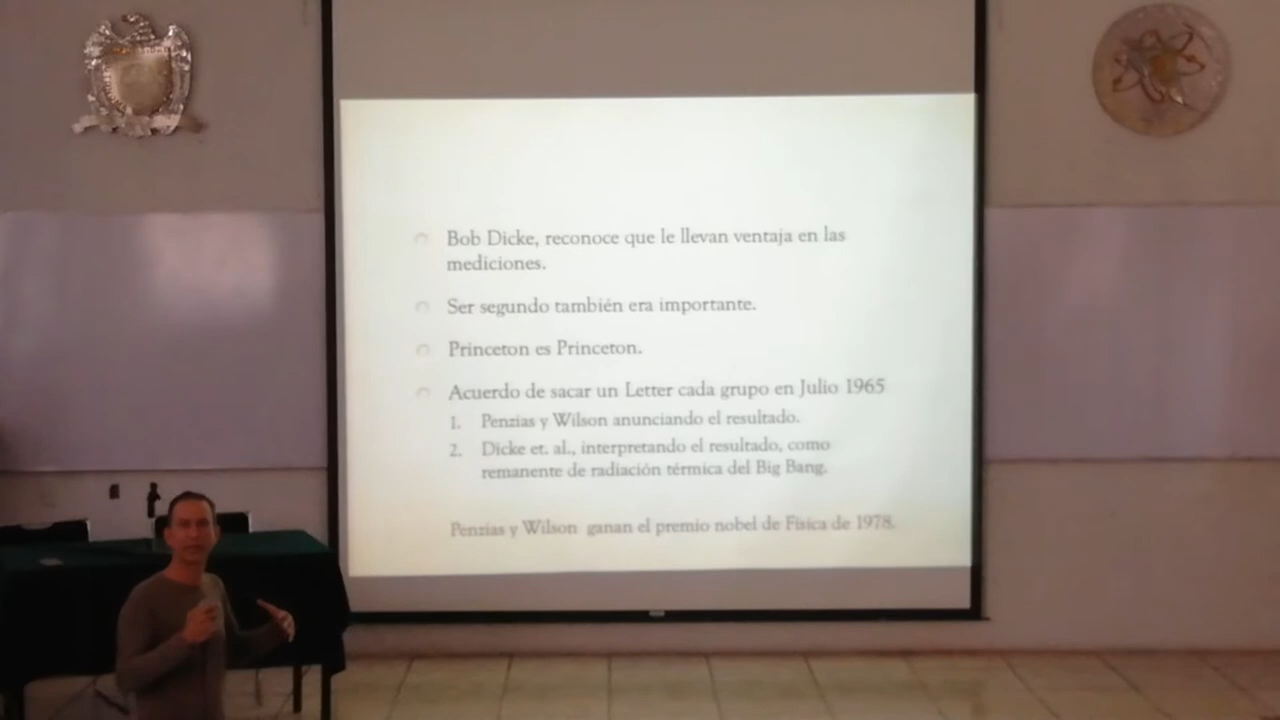 Bob Dicke, reconoce que le llevan ventaja en las
mediciones.
Ser segundo también era importante.
Princeton es Princeton.
Acuerdo de sacar un Letter cada grupo en Julio 1965
1. Penzias y Wilson anunciando el resultado.
2. Dicke et. al., interpretando el resultado, como
remanente de radiación térmica del Big Bang.
Penzias y Wilson ganan el premio nobel de Física de 1978.